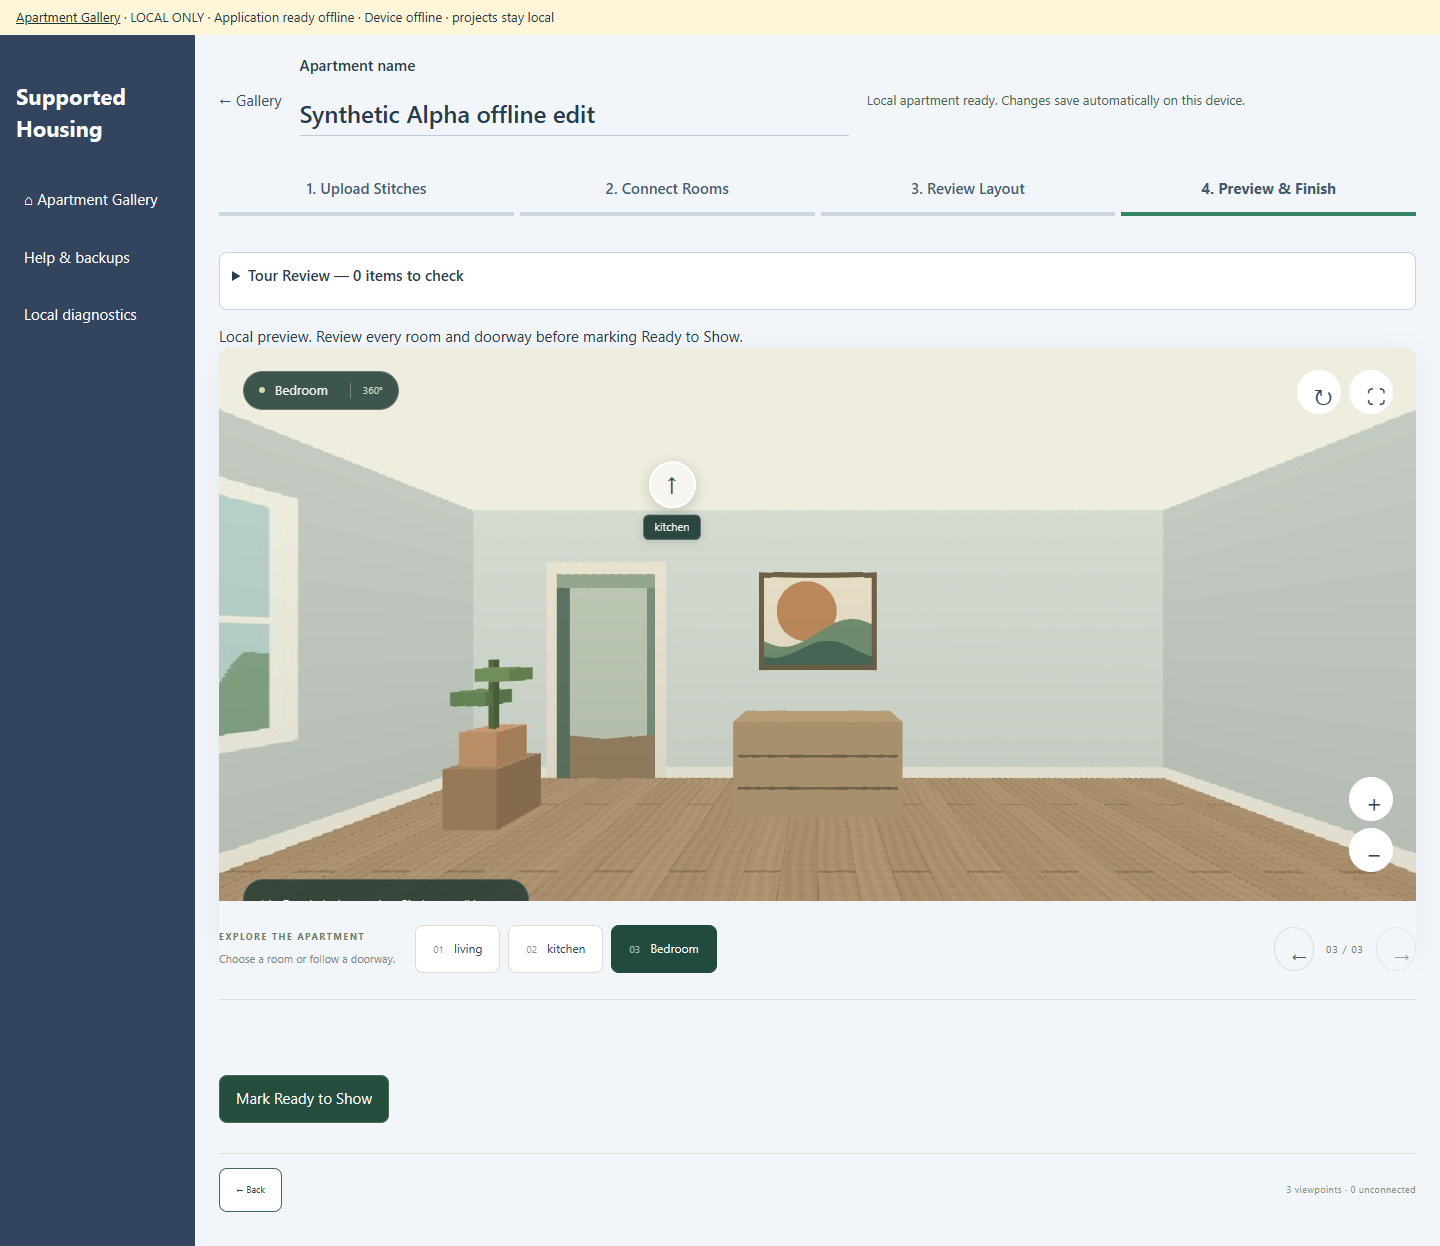 Apartment Gallery · LOCAL ONLY · Application ready offline · Device offline · projects stay local
Supported
Housing
⌂ Apartment Gallery
Help & backups
Local diagnostics
← Gallery
Apartment name
Synthetic Alpha offline edit
Local apartment ready. Changes save automatically on this device.
1. Upload Stitches
2. Connect Rooms
3. Review Layout
4. Preview & Finish
▶ Tour Review — 0 items to check
Local preview. Review every room and doorway before marking Ready to Show.
Bedroom
360°
↻
⛶
↑
kitchen
+
−
EXPLORE THE APARTMENT
Choose a room or follow a doorway.
01 living
02 kitchen
03 Bedroom
← 03 / 03 →
Mark Ready to Show
← Back
3 viewpoints · 0 unconnected